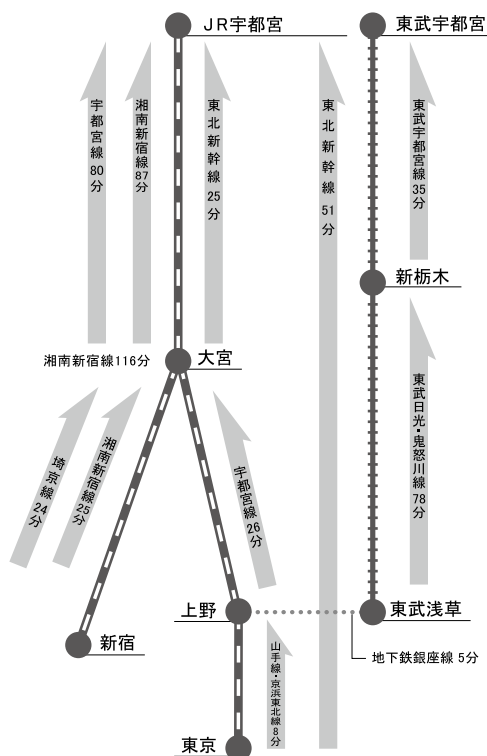 JR宇都宮
東武宇都宮
宇都宮線 80分
湘南新宿線87分
東北新幹線 25分
東北新幹線 51分
東武宇都宮線 35分
新栃木
湘南新宿線116分
大宮
東武日光・鬼怒川線 78分
埼京線 24分
湘南新宿線25分
宇都宮線 26分
上野
東武浅草
新宿
地下鉄銀座線 5分
山手線・京浜東北線 8分
東京